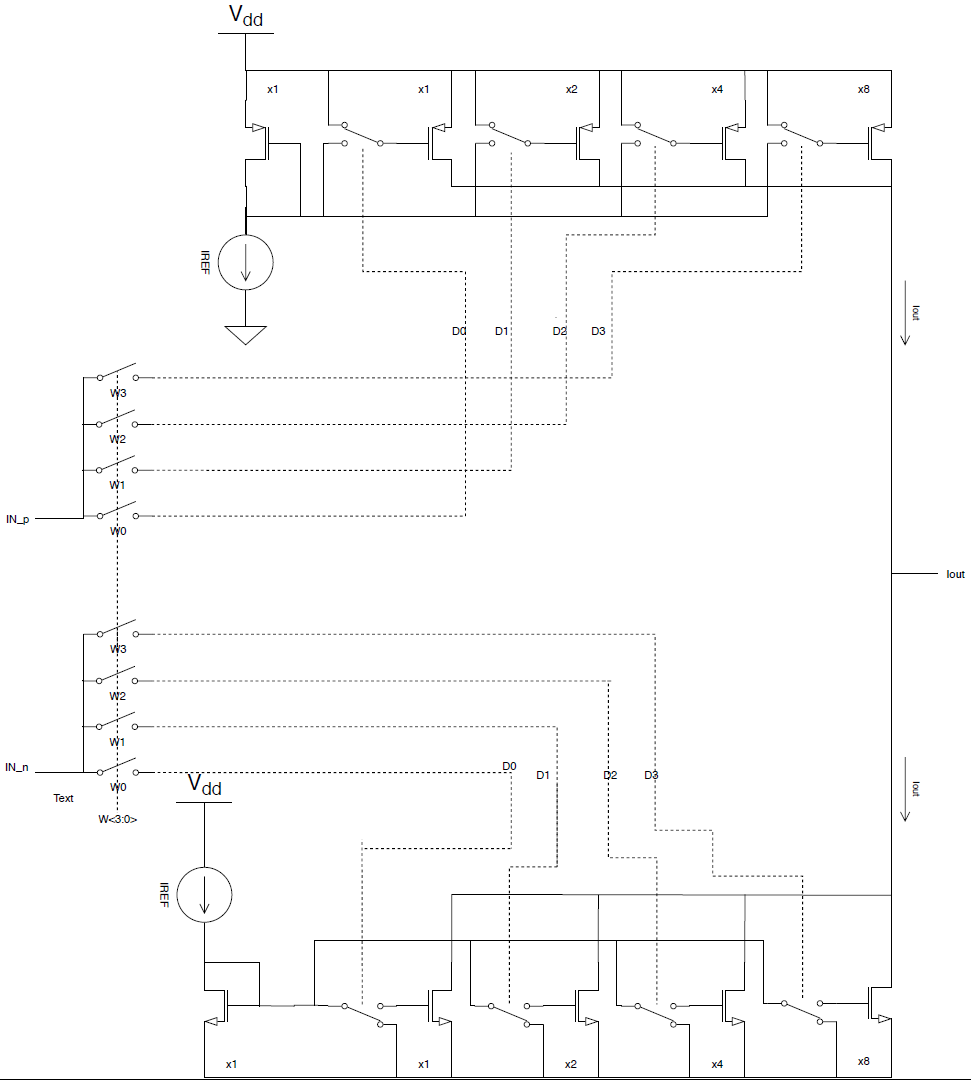 Vdd
x1 x1 x2 x4 x8
IREF
Iout
D0 D1 D2 D3
W3
W2
W1
W0
IN_p
Iout
W3
W2
W1
W0
IN_n
Text
W<3:0>
Vdd
D0 D1 D2 D3
Iout
IREF
x1 x1 x2 x4 x8